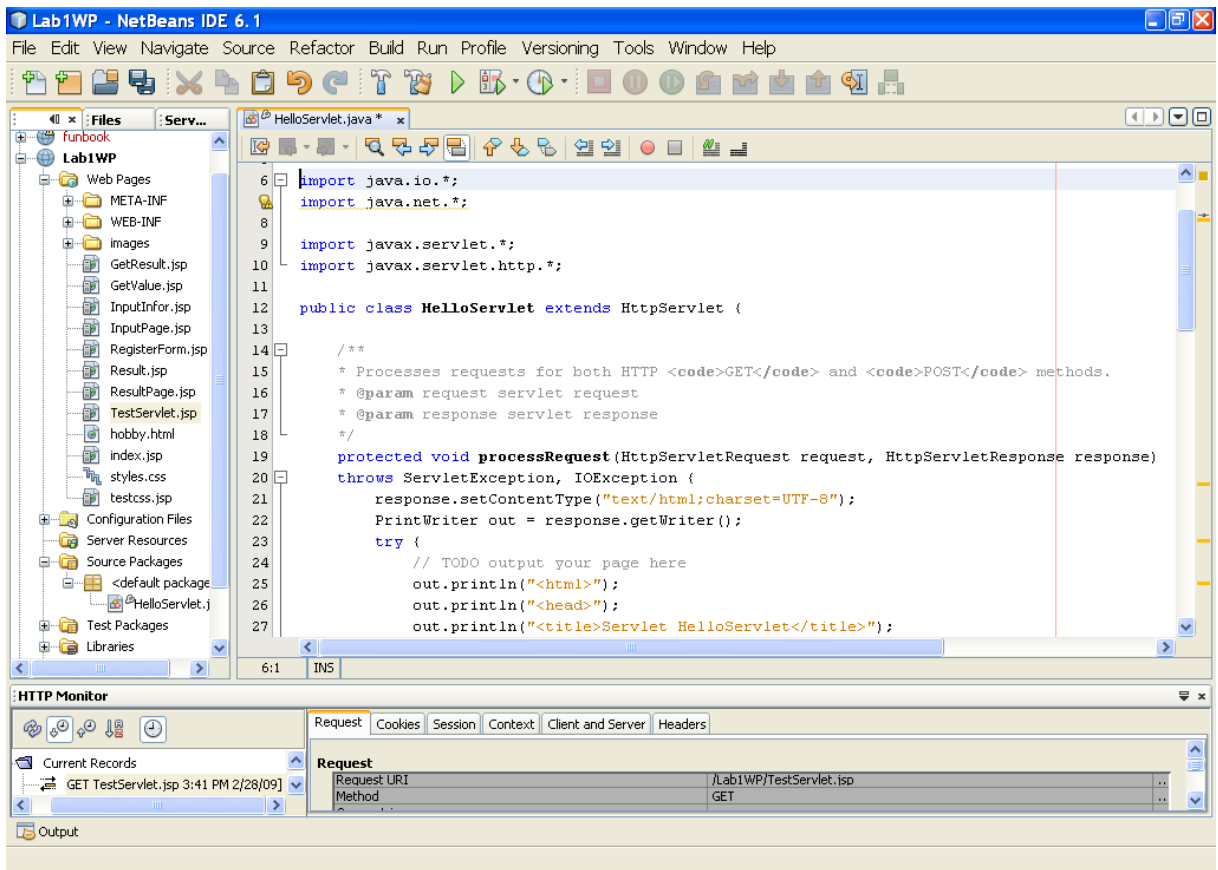 Lab1WP - NetBeans IDE 6.1
File Edit View Navigate Source Refactor Build Run Profile Versioning Tools Window Help
Files Serv...
HelloServlet.java *
funbook
Lab1WP
Web Pages
META-INF
WEB-INF
images
GetResult.jsp
GetValue.jsp
InputInfor.jsp
InputPage.jsp
RegisterForm.jsp
Result.jsp
ResultPage.jsp
TestServlet.jsp
hobby.html
index.jsp
styles.css
testcss.jsp
Configuration Files
Server Resources
Source Packages
<default package
HelloServlet.j
Test Packages
Libraries
6 import java.io.*;
import java.net.*;
8
9 import javax.servlet.*;
10 import javax.servlet.http.*;
11
12 public class HelloServlet extends HttpServlet {
13
14 /**
15 * Processes requests for both HTTP <code>GET</code> and <code>POST</code> methods.
16 * @param request servlet request
17 * @param response servlet response
18 */
19 protected void processRequest(HttpServletRequest request, HttpServletResponse response)
20 throws ServletException, IOException {
21 response.setContentType("text/html;charset=UTF-8");
22 PrintWriter out = response.getWriter();
23 try {
24 // TODO output your page here
25 out.println("<html>");
26 out.println("<head>");
27 out.println("<title>Servlet HelloServlet</title>");
6:1 INS
HTTP Monitor
Request Cookies Session Context Client and Server Headers
Current Records
GET TestServlet.jsp 3:41 PM 2/28/09]
Request
Request URI /Lab1WP/TestServlet.jsp ..
Method GET ..
Output